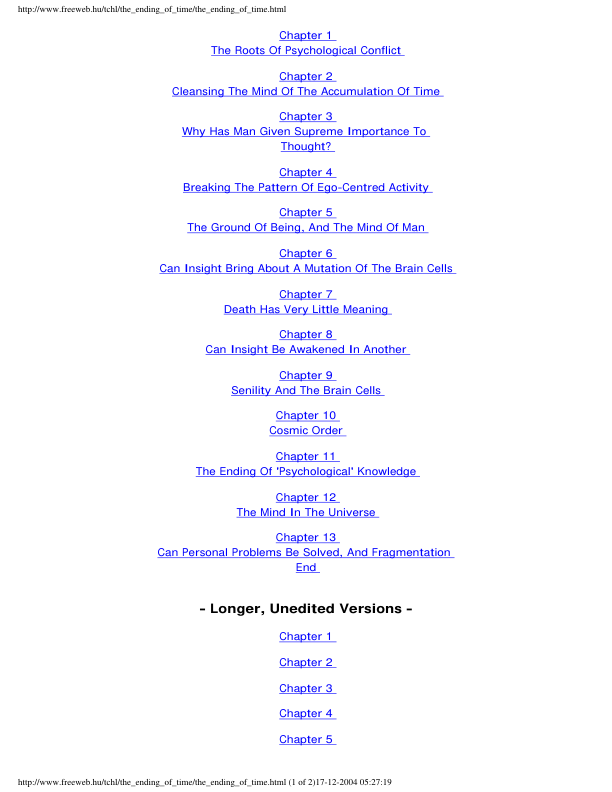 http://www.freeweb.hu/tchl/the_ending_of_time/the_ending_of_time.html
Chapter 1
The Roots Of Psychological Conflict
Chapter 2
Cleansing The Mind Of The Accumulation Of Time
Chapter 3
Why Has Man Given Supreme Importance To
Thought?
Chapter 4
Breaking The Pattern Of Ego-Centred Activity
Chapter 5
The Ground Of Being, And The Mind Of Man
Chapter 6
Can Insight Bring About A Mutation Of The Brain Cells
Chapter 7
Death Has Very Little Meaning
Chapter 8
Can Insight Be Awakened In Another
Chapter 9
Senility And The Brain Cells
Chapter 10
Cosmic Order
Chapter 11
The Ending Of 'Psychological' Knowledge
Chapter 12
The Mind In The Universe
Chapter 13
Can Personal Problems Be Solved, And Fragmentation
End
- Longer, Unedited Versions -
Chapter 1
Chapter 2
Chapter 3
Chapter 4
Chapter 5
http://www.freeweb.hu/tchl/the_ending_of_time/the_ending_of_time.html (1 of 2)17-12-2004 05:27:19